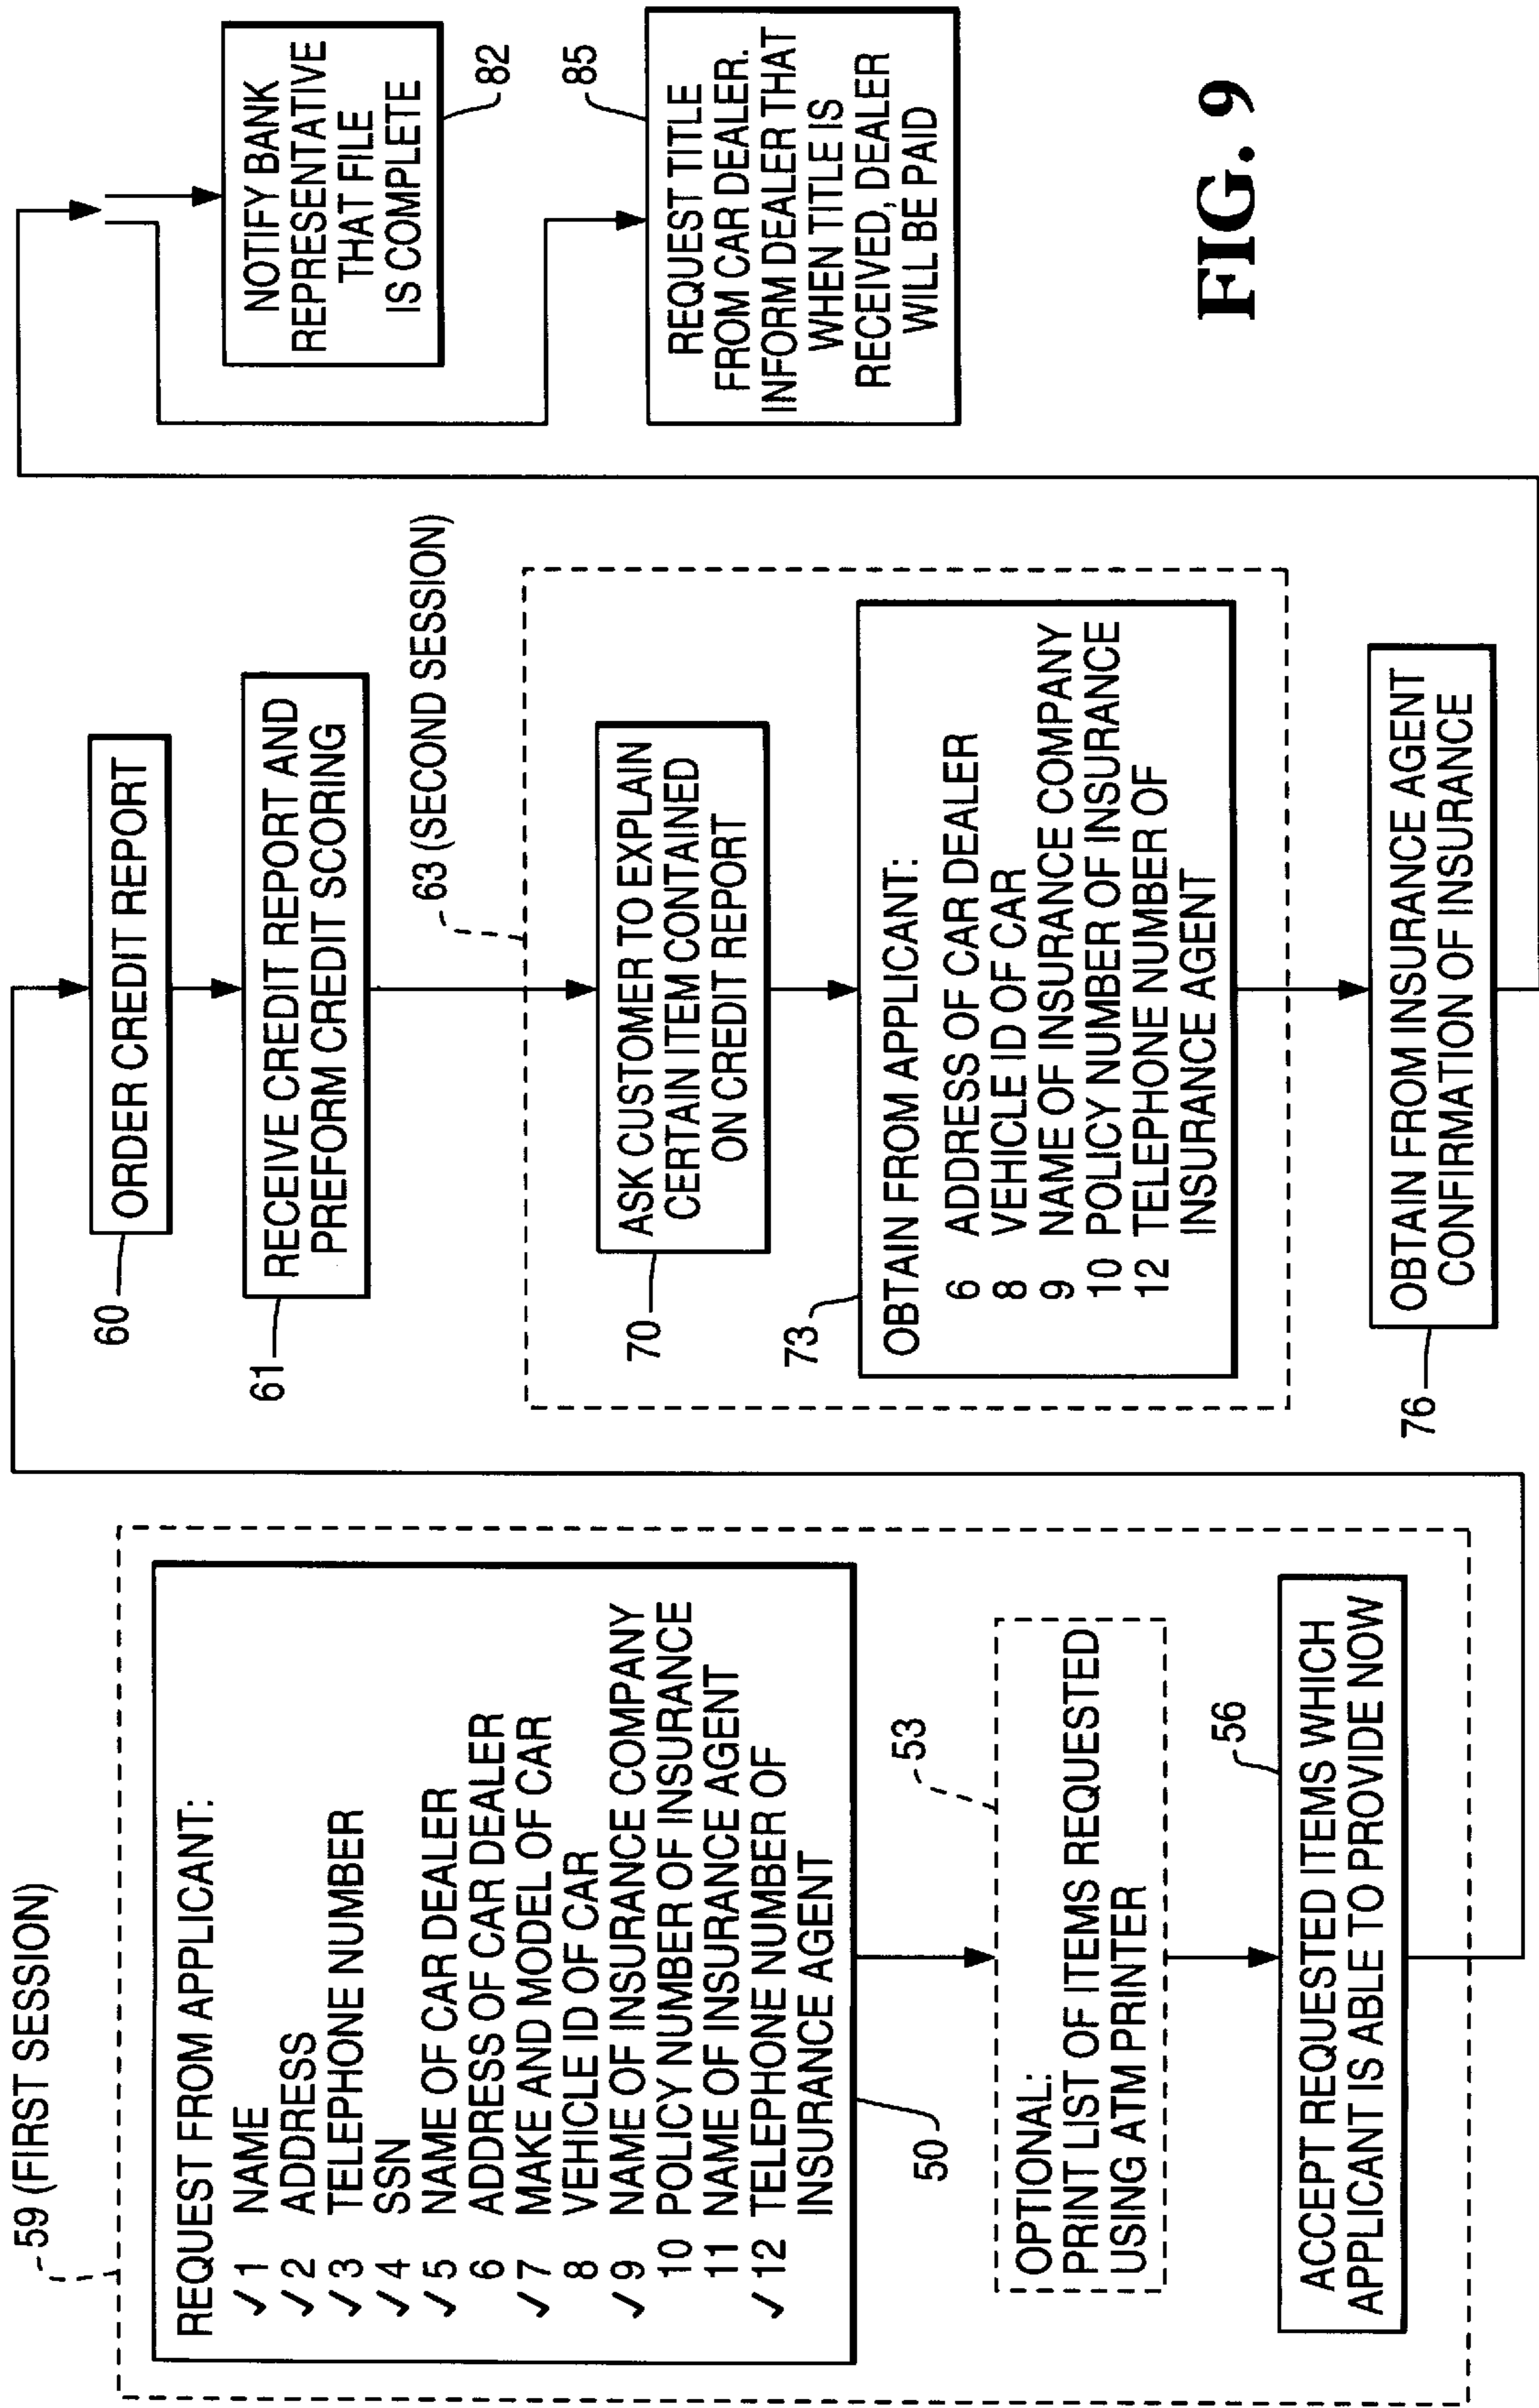 59 (FIRST SESSION)
REQUEST FROM APPLICANT:
✓ 1 NAME
✓ 2 ADDRESS
✓ 3 TELEPHONE NUMBER
✓ 4 SSN
✓ 5 NAME OF CAR DEALER
6 ADDRESS OF CAR DEALER
✓ 7 MAKE AND MODEL OF CAR
8 VEHICLE ID OF CAR
✓ 9 NAME OF INSURANCE COMPANY
10 POLICY NUMBER OF INSURANCE
11 NAME OF INSURANCE AGENT
✓ 12 TELEPHONE NUMBER OF
INSURANCE AGENT
50
53
OPTIONAL:
PRINT LIST OF ITEMS REQUESTED
USING ATM PRINTER
56
ACCEPT REQUESTED ITEMS WHICH
APPLICANT IS ABLE TO PROVIDE NOW
ORDER CREDIT REPORT
60
RECEIVE CREDIT REPORT AND
PREFORM CREDIT SCORING
61
63 (SECOND SESSION)
ASK CUSTOMER TO EXPLAIN
CERTAIN ITEM CONTAINED
ON CREDIT REPORT
70
73
OBTAIN FROM APPLICANT:
6 ADDRESS OF CAR DEALER
8 VEHICLE ID OF CAR
9 NAME OF INSURANCE COMPANY
10 POLICY NUMBER OF INSURANCE
12 TELEPHONE NUMBER OF
INSURANCE AGENT
OBTAIN FROM INSURANCE AGENT
CONFIRMATION OF INSURANCE
76
NOTIFY BANK
REPRESENTATIVE
THAT FILE
IS COMPLETE
82
85
REQUEST TITLE
FROM CAR DEALER.
INFORM DEALER THAT
WHEN TITLE IS
RECEIVED, DEALER
WILL BE PAID
FIG. 9